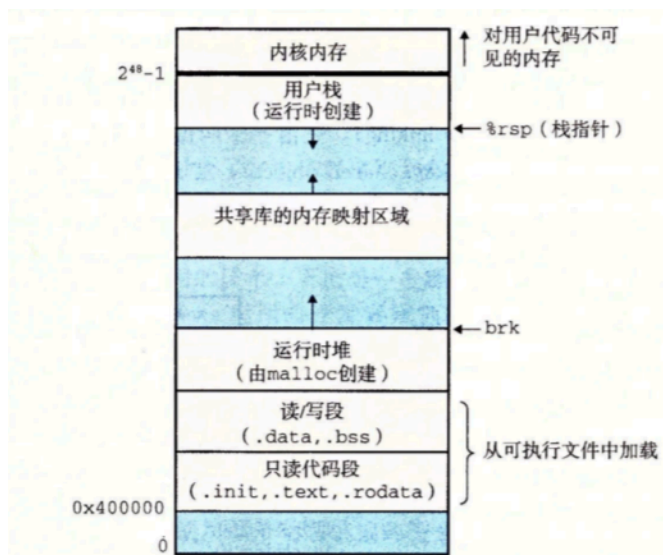 内核内存
对用户代码不可
见的内存
2⁴⁸-1
用户栈
(运行时创建)
%rsp(栈指针)
共享库的内存映射区域
brk
运行时堆
(由malloc创建)
读/写段
(.data,.bss)
从可执行文件中加载
只读代码段
(.init,.text,.rodata)
0x400000
0